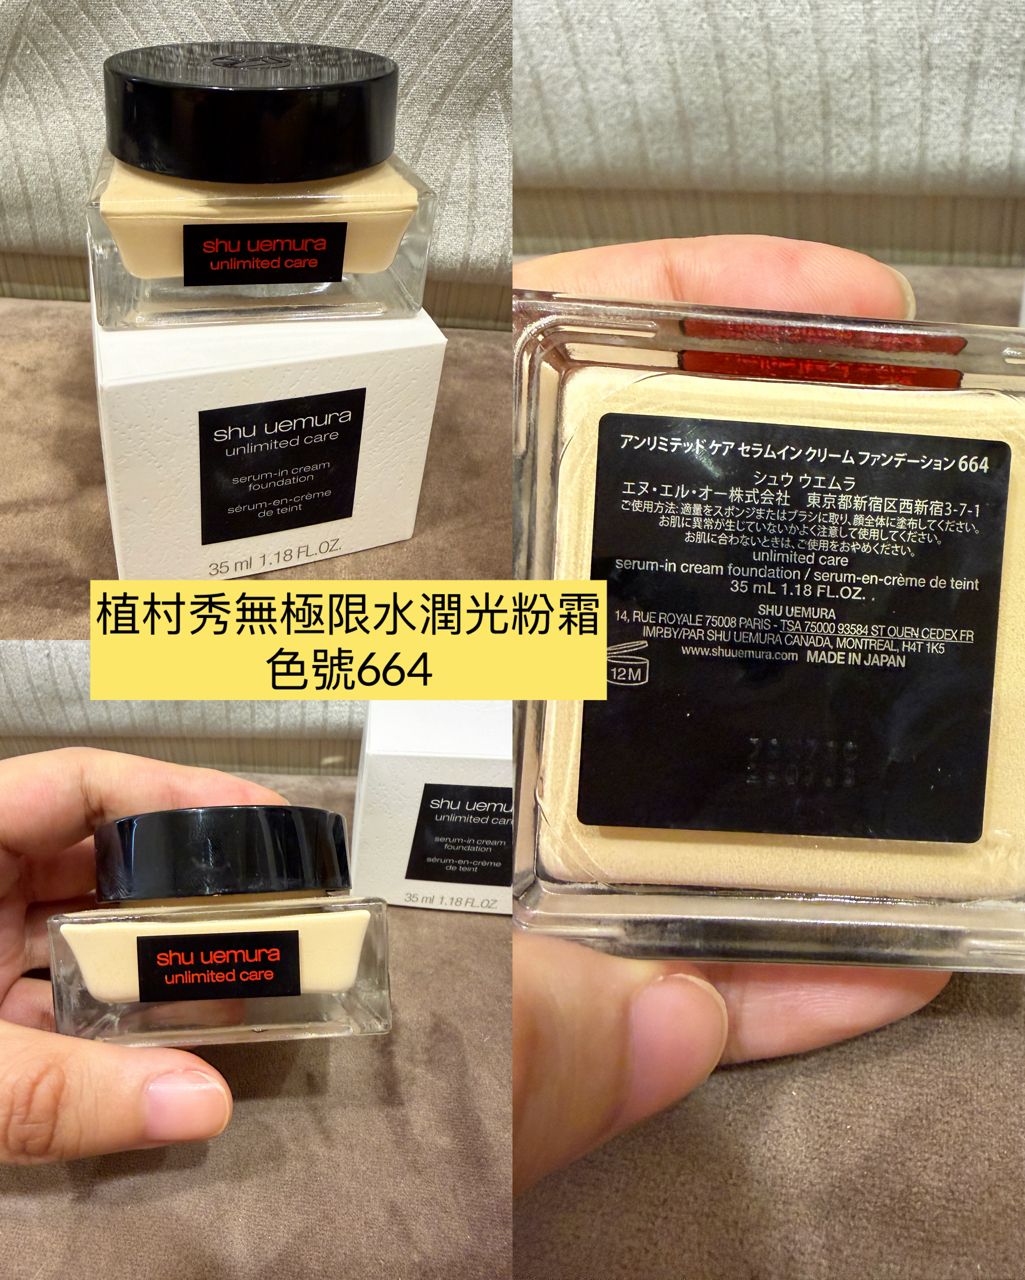 shu uemura
unlimited care
shu uemura
unlimited care
serum-in cream
foundation
sérum-en-crème
de teint
35 ml 1.18 FL.OZ.
アンリミテッド ケア セラムイン クリーム ファンデーション 664
シュウ ウエムラ
エヌ・エル・オー株式会社 東京都新宿区西新宿3-7-1
ご使用方法:適量をスポンジまたはブラシに取り、顔全体に塗布してください。
お肌に異常が生じていないかよく注意して使用してください。
お肌に合わないときは、ご使用をおやめください。
unlimited care
serum-in cream foundation / serum-en-crème de teint
35 mL 1.18 FL.OZ.
SHU UEMURA
14, RUE ROYALE 75008 PARIS - TSA 75000 93584 ST OUEN CEDEX FR
IMP.BY/PAR SHU UEMURA CANADA, MONTREAL, H4T 1K5
www.shuuemura.com MADE IN JAPAN
12M
植村秀無極限水潤光粉霜
色號664
shu uemura
unlimited care
shu uemu
unlimited care
serum-in cream
foundation
sérum-en-crème
de teint
35 ml 1.18 FL.OZ.